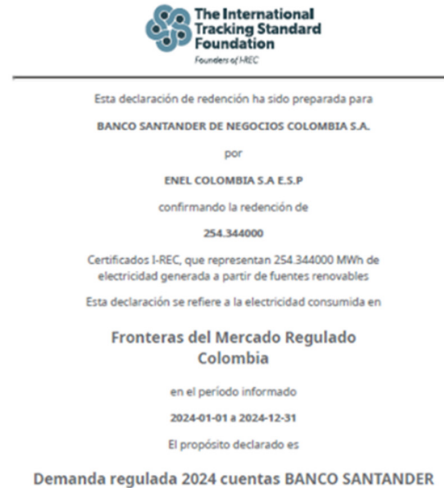 The International
Tracking Standard
Foundation
Founders of I-REC
Esta declaración de redención ha sido preparada para
BANCO SANTANDER DE NEGOCIOS COLOMBIA S.A.
por
ENEL COLOMBIA S.A E.S.P
confirmando la redención de
254.344000
Certificados I-REC, que representan 254.344000 MWh de
electricidad generada a partir de fuentes renovables
Esta declaración se refiere a la electricidad consumida en
Fronteras del Mercado Regulado
Colombia
en el período informado
2024-01-01 a 2024-12-31
El propósito declarado es
Demanda regulada 2024 cuentas BANCO SANTANDER